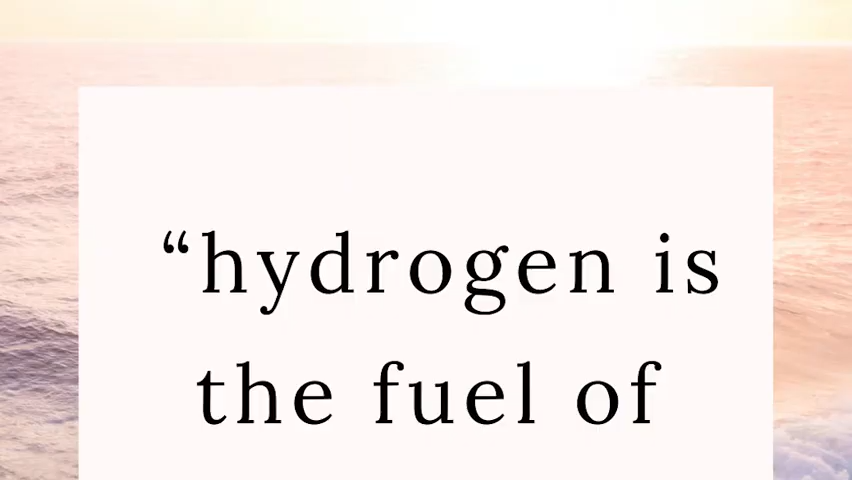 “hydrogen is
the fuel of